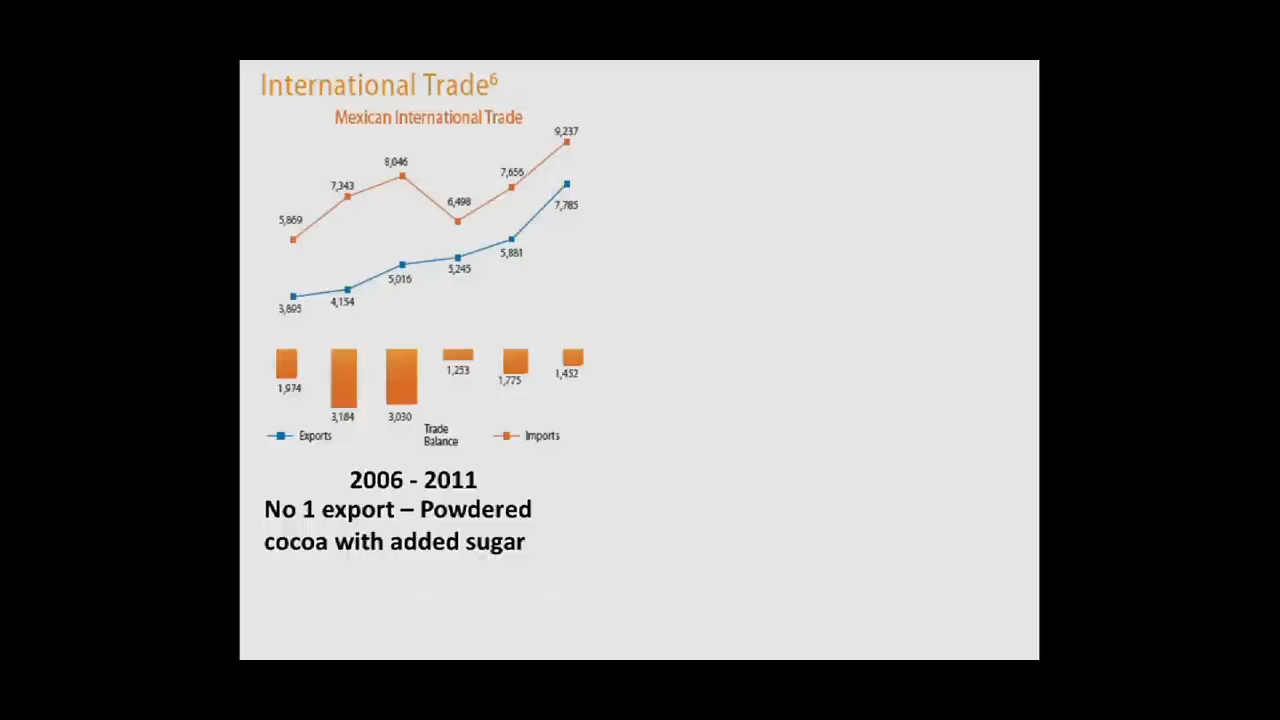 International Trade⁶
Mexican International Trade
9,237
8,046
7,343
7,656
6,498
5,869
7,785
5,881
5,245
5,016
4,154
3,895
1,974
3,184
3,030
1,253
1,775
1,452
Exports
Trade
Balance
Imports
2006 - 2011
No 1 export – Powdered
cocoa with added sugar